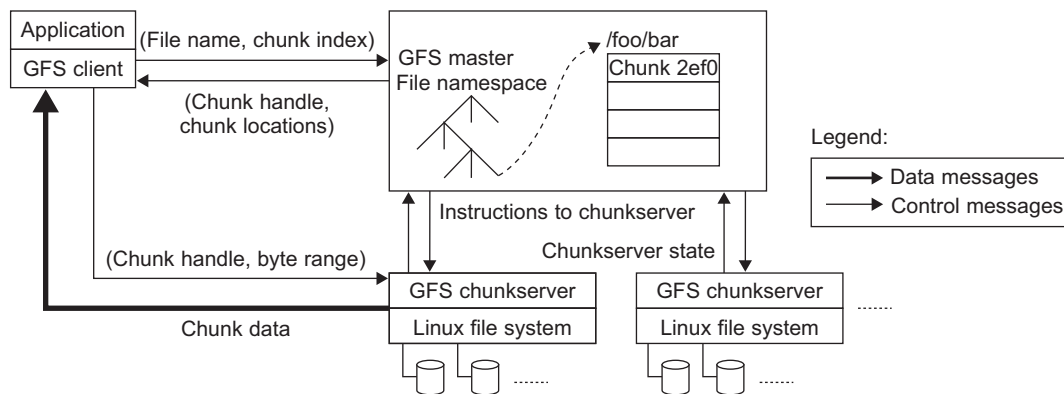 Application
GFS client
(File name, chunk index)
(Chunk handle,
chunk locations)
GFS master
File namespace
/foo/bar
Chunk 2ef0
Legend:
Data messages
Control messages
Instructions to chunkserver
Chunkserver state
(Chunk handle, byte range)
Chunk data
GFS chunkserver
Linux file system
GFS chunkserver
Linux file system